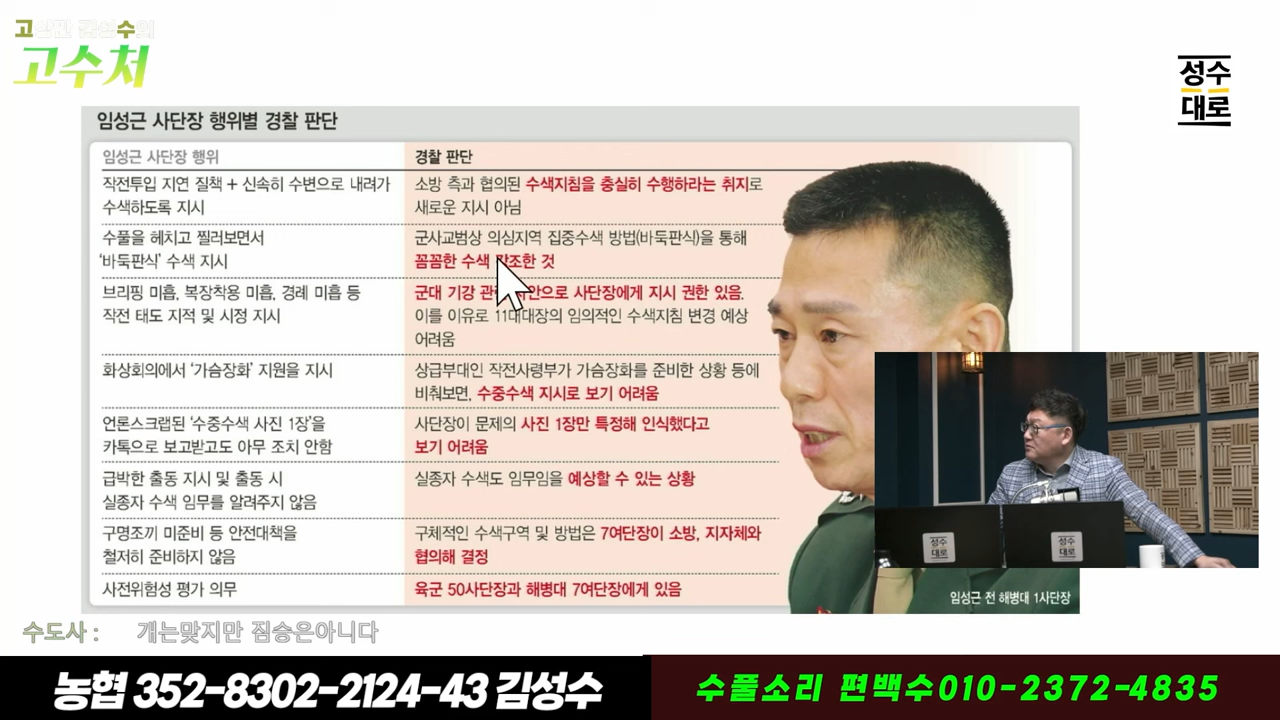 고상만 김성수의
고수처
성수
대로
임성근 사단장 행위별 경찰 판단
임성근 사단장 행위
경찰 판단
작전투입 지연 질책 + 신속히 수변으로 내려가
수색하도록 지시
소방 측과 협의된 수색지침을 충실히 수행하라는 취지로
새로운 지시 아님
수풀을 헤치고 찔러보면서
‘바둑판식’ 수색 지시
군사교범상 의심지역 집중수색 방법(바둑판식)을 통해
꼼꼼한 수색 강조한 것
브리핑 미흡, 복장착용 미흡, 경례 미흡 등
작전 태도 지적 및 시정 지시
군대 기강 관련 사안으로 사단장에게 지시 권한 있음.
이를 이유로 11대대장의 임의적인 수색지침 변경 예상
어려움
화상회의에서 ‘가슴장화’ 지원을 지시
상급부대인 작전사령부가 가슴장화를 준비한 상황 등에
비춰보면, 수중수색 지시로 보기 어려움
언론스크랩된 ‘수중수색 사진 1장’을
카톡으로 보고받고도 아무 조치 안함
사단장이 문제의 사진 1장만 특정해 인식했다고
보기 어려움
급박한 출동 지시 및 출동 시
실종자 수색 임무를 알려주지 않음
실종자 수색도 임무임을 예상할 수 있는 상황
구명조끼 미준비 등 안전대책을
철저히 준비하지 않음
구체적인 수색구역 및 방법은 7여단장이 소방, 지자체와
협의해 결정
사전위험성 평가 의무
육군 50사단장과 해병대 7여단장에게 있음
임성근 전 해병대 1사단장
성수
대로
성수
대로
수도사 : 개는맞지만 짐승은아니다
농협 352-8302-2124-43 김성수
수풀소리 편백수010-2372-4835